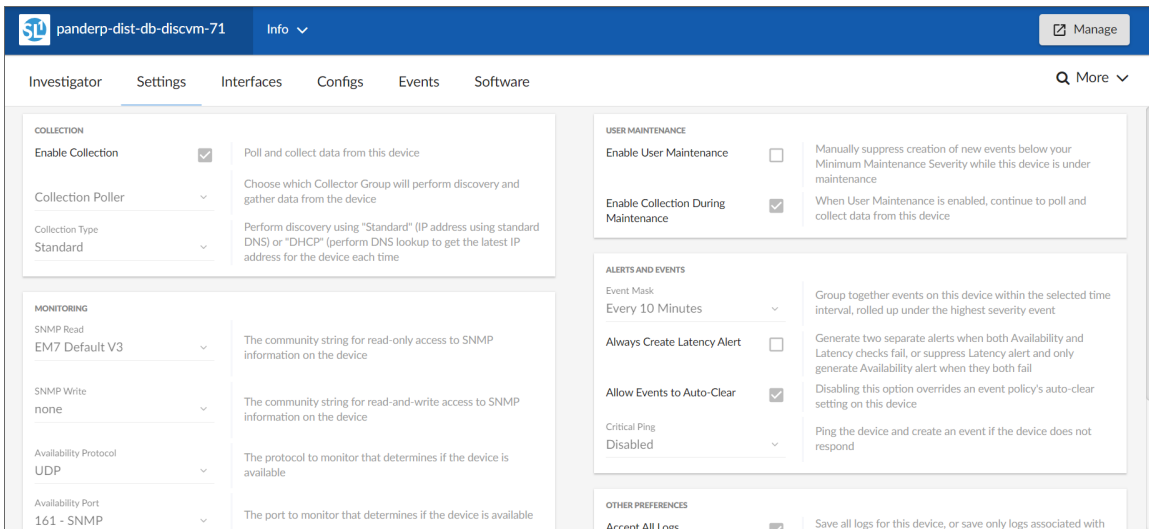 SL1
panderp-dist-db-discvm-71
Info
Manage
Investigator
Settings
Interfaces
Configs
Events
Software
More
COLLECTION
Enable Collection
Poll and collect data from this device
Collection Poller
Choose which Collector Group will perform discovery and
gather data from the device
Collection Type
Standard
Perform discovery using "Standard" (IP address using standard
DNS) or "DHCP" (perform DNS lookup to get the latest IP
address for the device each time
MONITORING
SNMP Read
EM7 Default V3
The community string for read-only access to SNMP
information on the device
SNMP Write
none
The community string for read-and-write access to SNMP
information on the device
Availability Protocol
UDP
The protocol to monitor that determines if the device is
available
Availability Port
161 - SNMP
The port to monitor that determines if the device is available
USER MAINTENANCE
Enable User Maintenance
Manually suppress creation of new events below your
Minimum Maintenance Severity while this device is under
maintenance
Enable Collection During
Maintenance
When User Maintenance is enabled, continue to poll and
collect data from this device
ALERTS AND EVENTS
Event Mask
Every 10 Minutes
Group together events on this device within the selected time
interval, rolled up under the highest severity event
Always Create Latency Alert
Generate two separate alerts when both Availability and
Latency checks fail, or suppress Latency alert and only
generate Availability alert when they both fail
Allow Events to Auto-Clear
Disabling this option overrides an event policy's auto-clear
setting on this device
Critical Ping
Disabled
Ping the device and create an event if the device does not
respond
OTHER PREFERENCES
Accept All Logs
Save all logs for this device, or save only logs associated with